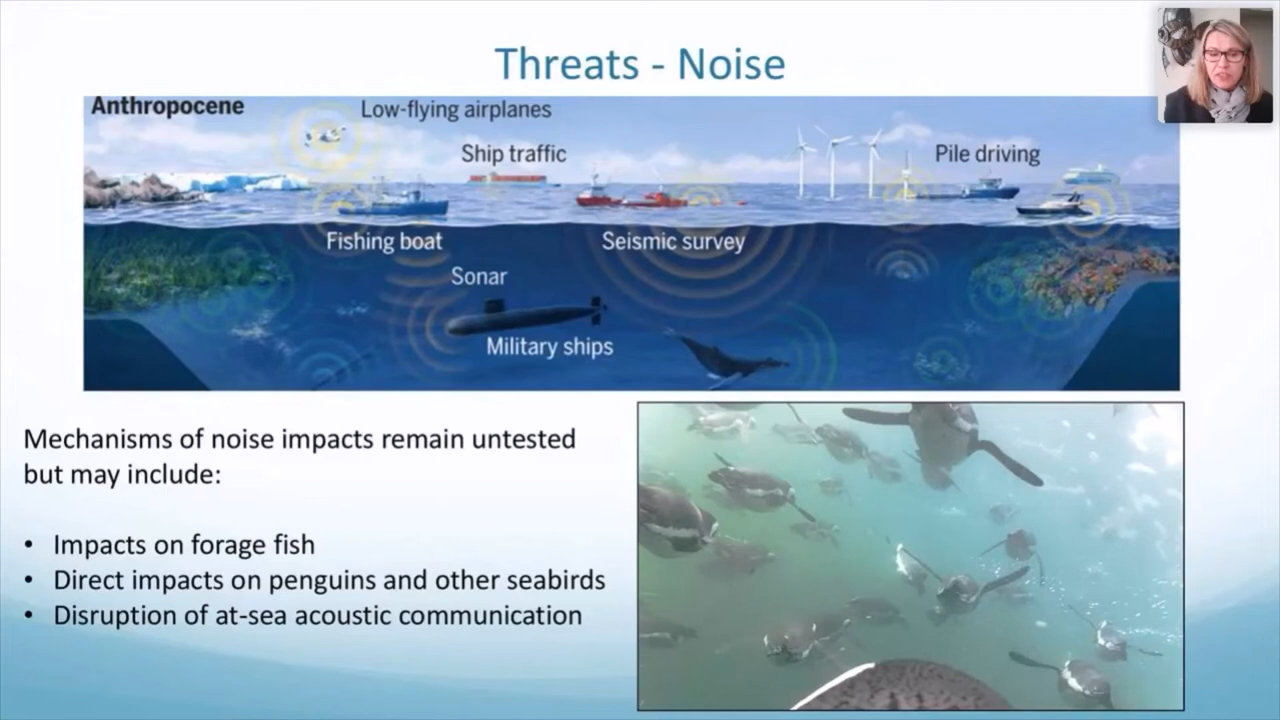 Threats - Noise
Anthropocene
Low-flying airplanes
Ship traffic
Pile driving
Fishing boat
Seismic survey
Sonar
Military ships
Mechanisms of noise impacts remain untested
but may include:
• Impacts on forage fish
• Direct impacts on penguins and other seabirds
• Disruption of at-sea acoustic communication